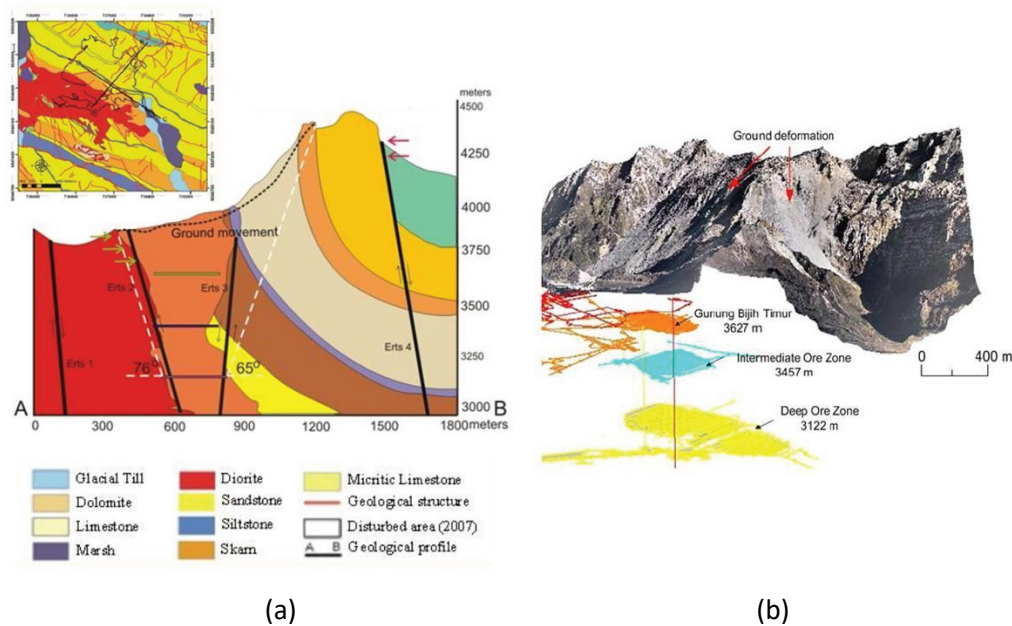 meters
4500
4250
4000
3750
3500
3250
3000
Ground movement
Erts 1
Erts 2
Erts 3
Erts 4
76°
65°
A
B
0
300
600
900
1200
1500
1800 meters
Glacial Till
Dolomite
Limestone
Marsh
Diorite
Sandstone
Siltstone
Skarn
Micritic Limestone
Geological structure
Disturbed area (2007)
A B Geological profile
(a)
Ground deformation
Gunung Bijih Timur
3627 m
Intermediate Ore Zone
3457 m
Deep Ore Zone
3122 m
0 400 m
(b)